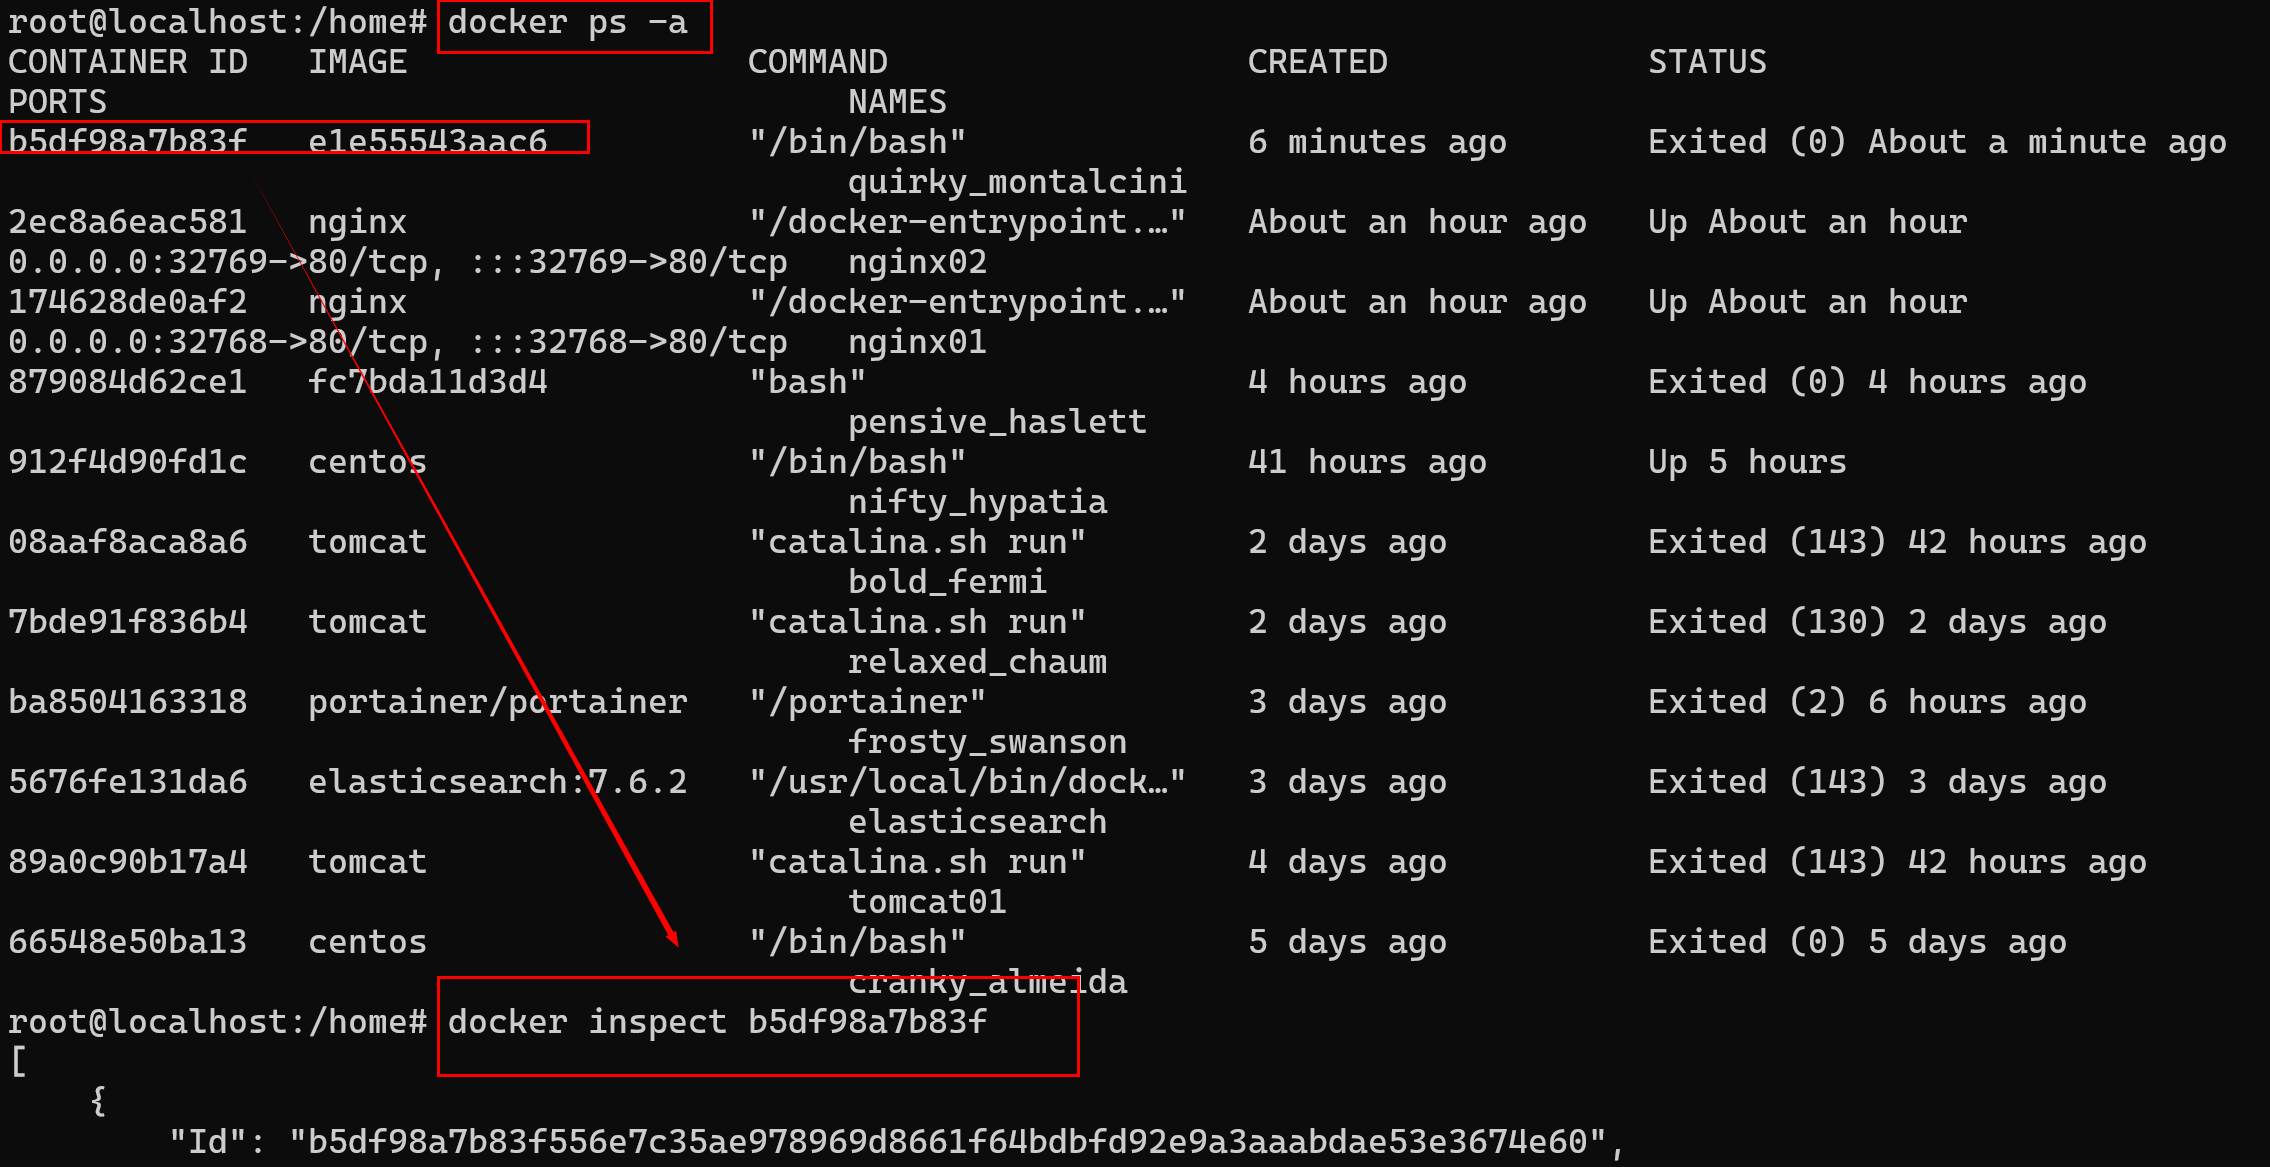 root@localhost:/home# docker ps -a
CONTAINER ID   IMAGE                 COMMAND                  CREATED             STATUS
PORTS                                     NAMES
b5df98a7b83f   e1e55543aac6          "/bin/bash"              6 minutes ago       Exited (0) About a minute ago
                                          quirky_montalcini
2ec8a6eac581   nginx                 "/docker-entrypoint.…"   About an hour ago   Up About an hour
0.0.0.0:32769->80/tcp, :::32769->80/tcp   nginx02
174628de0af2   nginx                 "/docker-entrypoint.…"   About an hour ago   Up About an hour
0.0.0.0:32768->80/tcp, :::32768->80/tcp   nginx01
879084d62ce1   fc7bda11d3d4          "bash"                   4 hours ago         Exited (0) 4 hours ago
                                          pensive_haslett
912f4d90fd1c   centos                "/bin/bash"              41 hours ago        Up 5 hours
                                          nifty_hypatia
08aaf8aca8a6   tomcat                "catalina.sh run"        2 days ago          Exited (143) 42 hours ago
                                          bold_fermi
7bde91f836b4   tomcat                "catalina.sh run"        2 days ago          Exited (130) 2 days ago
                                          relaxed_chaum
ba8504163318   portainer/portainer   "/portainer"             3 days ago          Exited (2) 6 hours ago
                                          frosty_swanson
5676fe131da6   elasticsearch:7.6.2   "/usr/local/bin/dock…"   3 days ago          Exited (143) 3 days ago
                                          elasticsearch
89a0c90b17a4   tomcat                "catalina.sh run"        4 days ago          Exited (143) 42 hours ago
                                          tomcat01
66548e50ba13   centos                "/bin/bash"              5 days ago          Exited (0) 5 days ago
                                          cranky_almeida
root@localhost:/home# docker inspect b5df98a7b83f
[
    {
        "Id": "b5df98a7b83f556e7c35ae978969d8661f64bdbfd92e9a3aaabdae53e3674e60",